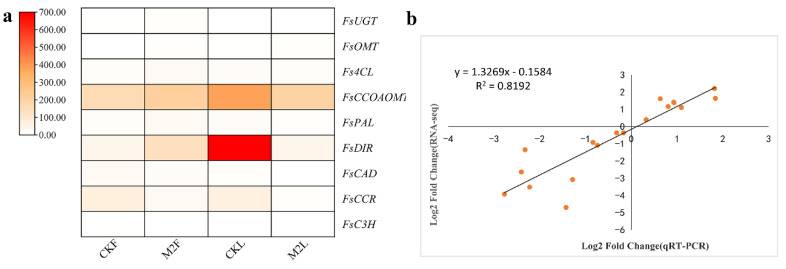 a
700.00
600.00
500.00
400.00
300.00
200.00
100.00
0.00
FsUGT
FsOMT
Fs4CL
FsCCOAOMT
FsPAL
FsDIR
FsCAD
FsCCR
FsC3H
CKF
M2F
CKL
M2L
b
y = 1.3269x - 0.1584
R² = 0.8192
Log2 Fold Change(RNA-seq)
3
2
1
0
−1
−2
−3
−4
−5
−6
−4
−3
−2
−1
0
1
2
3
Log2 Fold Change(qRT-PCR)